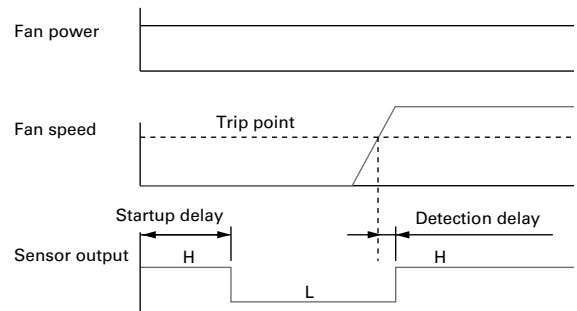 Fan power
Fan speed
Trip point
Startup delay
Detection delay
Sensor output
H
H
L